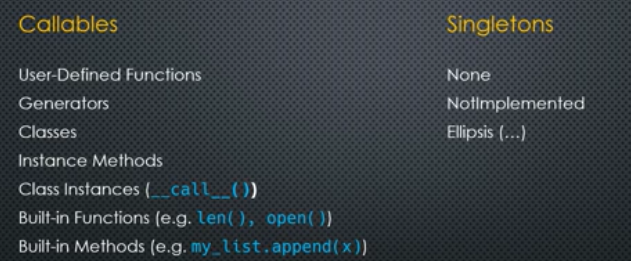 Callables
User-Defined Functions
Generators
Classes
Instance Methods
Class Instances (__call__())
Built-in Functions (e.g. len(), open())
Built-in Methods (e.g. my_list.append(x))
Singletons
None
NotImplemented
Ellipsis (...)